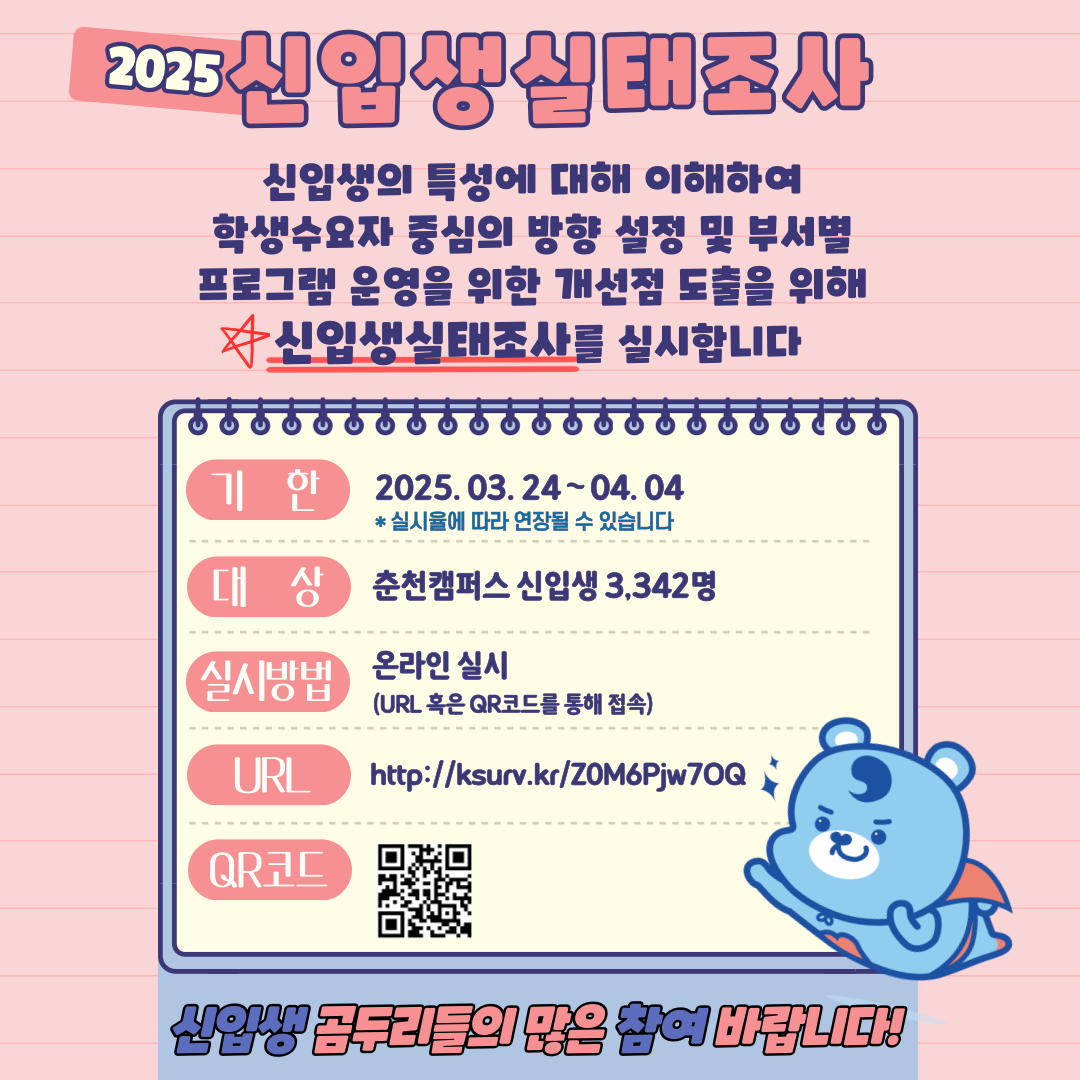 2025 신입생실태조사
신입생의 특성에 대해 이해하여
학생수요자 중심의 방향 설정 및 부서별
프로그램 운영을 위한 개선점 도출을 위해
신입생실태조사를 실시합니다
기 한
2025. 03. 24 ~ 04. 04
* 실시율에 따라 연장될 수 있습니다
대 상
춘천캠퍼스 신입생 3,342명
실시방법
온라인 실시
(URL 혹은 QR코드를 통해 접속)
URL
http://ksurv.kr/Z0M6Pjw7OQ
QR코드
신입생 곰두리들의 많은 참여 바랍니다!